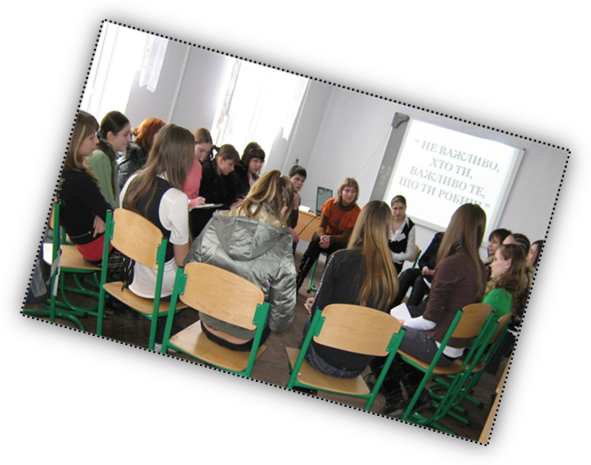 " НЕ ВАЖЛИВО,
ХТО ТИ,
ВАЖЛИВО ТЕ,
ЩО ТИ РОБИШ "